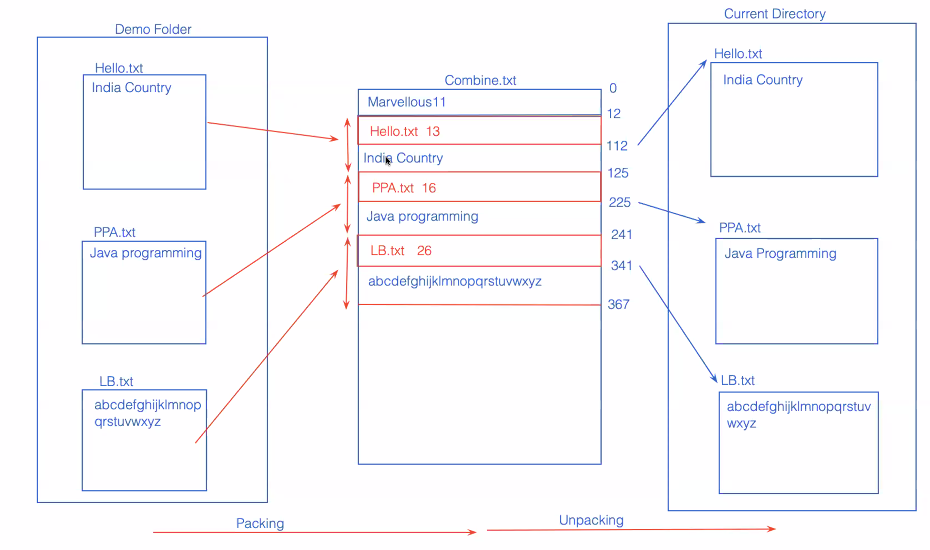 Demo Folder
Hello.txt
India Country
PPA.txt
Java programming
LB.txt
abcdefghijklmnop
qrstuvwxyz
Combine.txt
Marvellous11
Hello.txt 13
India Country
PPA.txt 16
Java programming
LB.txt 26
abcdefghijklmnopqrstuvwxyz
0
12
112
125
225
241
341
367
Current Directory
Hello.txt
India Country
PPA.txt
Java Programming
LB.txt
abcdefghijklmnopqrstuv
wxyz
Packing
Unpacking